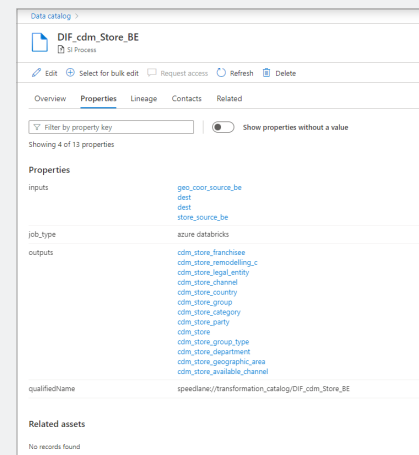 Data catalog >
DIF_cdm_Store_BE
SI Process
Edit Select for bulk edit Request access Refresh Delete
Overview Properties Lineage Contacts Related
Filter by property key Show properties without a value
Showing 4 of 13 properties
Properties
inputs geo_coor_source_be
dest
dest
store_source_be
job_type azure databricks
outputs cdm_store_franchisee
cdm_store_remodelling_c
cdm_store_legal_entity
cdm_store_channel
cdm_store_country
cdm_store_group
cdm_store_category
cdm_store_party
cdm_store
cdm_store_group_type
cdm_store_department
cdm_store_geographic_area
cdm_store_available_channel
qualifiedName speedlane://transformation_catalog/DIF_cdm_Store_BE
Related assets
No records found